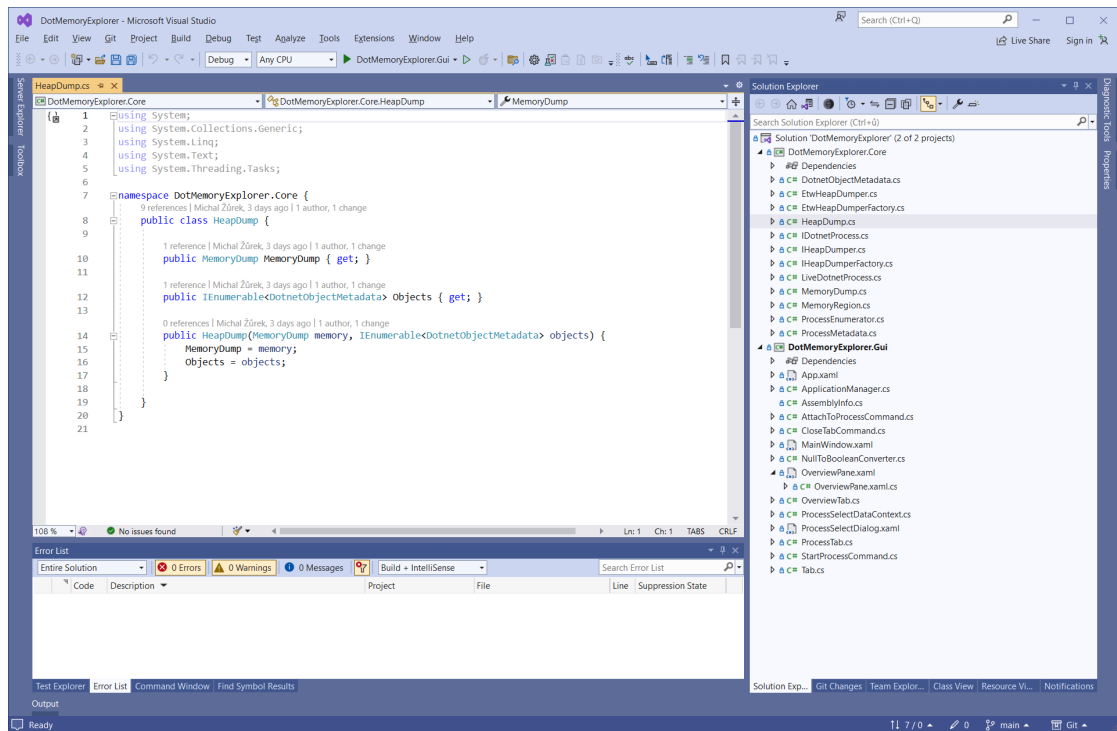 DotMemoryExplorer - Microsoft Visual Studio
Search (Ctrl+Q)
File Edit View Git Project Build Debug Test Analyze Tools Extensions Window Help
Live Share Sign in
Debug Any CPU DotMemoryExplorer.Gui
Server Explorer
Toolbox
HeapDump.cs
DotMemoryExplorer.Core DotMemoryExplorer.Core.HeapDump MemoryDump
1 using System;
2 using System.Collections.Generic;
3 using System.Linq;
4 using System.Text;
5 using System.Threading.Tasks;
6
7 namespace DotMemoryExplorer.Core {
9 references | Michal Žůrek, 3 days ago | 1 author, 1 change
8 public class HeapDump {
9
1 reference | Michal Žůrek, 3 days ago | 1 author, 1 change
10 public MemoryDump MemoryDump { get; }
11
1 reference | Michal Žůrek, 3 days ago | 1 author, 1 change
12 public IEnumerable<DotnetObjectMetadata> Objects { get; }
13
0 references | Michal Žůrek, 3 days ago | 1 author, 1 change
14 public HeapDump(MemoryDump memory, IEnumerable<DotnetObjectMetadata> objects) {
15 MemoryDump = memory;
16 Objects = objects;
17 }
18
19 }
20 }
21
108 % No issues found Ln: 1 Ch: 1 TABS CRLF
Error List
Entire Solution 0 Errors 0 Warnings 0 Messages Build + IntelliSense Search Error List
Code Description Project File Line Suppression State
Test Explorer Error List Command Window Find Symbol Results
Output
Solution Explorer
Search Solution Explorer (Ctrl+ů)
Solution 'DotMemoryExplorer' (2 of 2 projects)
DotMemoryExplorer.Core
Dependencies
C# DotnetObjectMetadata.cs
C# EtwHeapDumper.cs
C# EtwHeapDumperFactory.cs
C# HeapDump.cs
C# IDotnetProcess.cs
C# IHeapDumper.cs
C# IHeapDumperFactory.cs
C# LiveDotnetProcess.cs
C# MemoryDump.cs
C# MemoryRegion.cs
C# ProcessEnumerator.cs
C# ProcessMetadata.cs
DotMemoryExplorer.Gui
Dependencies
App.xaml
C# ApplicationManager.cs
C# AssemblyInfo.cs
C# AttachToProcessCommand.cs
C# CloseTabCommand.cs
MainWindow.xaml
C# NullToBooleanConverter.cs
OverviewPane.xaml
C# OverviewPane.xaml.cs
C# OverviewTab.cs
C# ProcessSelectDataContext.cs
ProcessSelectDialog.xaml
C# ProcessTab.cs
C# StartProcessCommand.cs
C# Tab.cs
Solution Exp... Git Changes Team Explor... Class View Resource Vi... Notifications
Diagnostic Tools
Properties
Ready 7 / 0 0 main Git